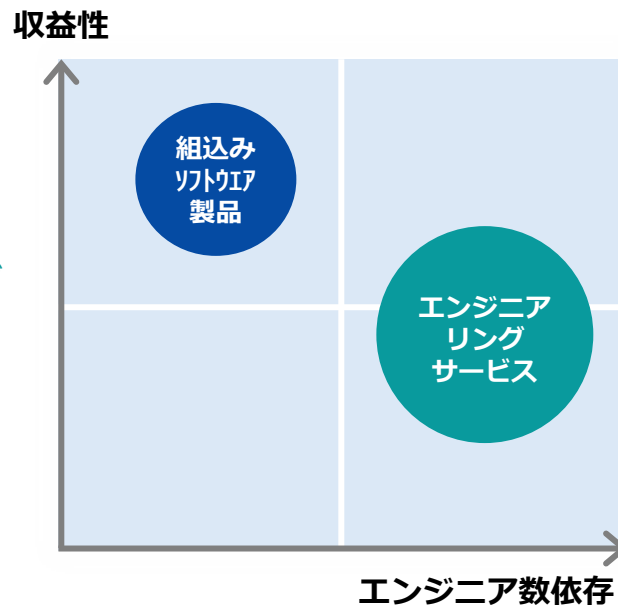 収益性
組込み
ｿﾌﾄｳｴｱ
製品
エンジニア
リング
サービス
エンジニア数依存